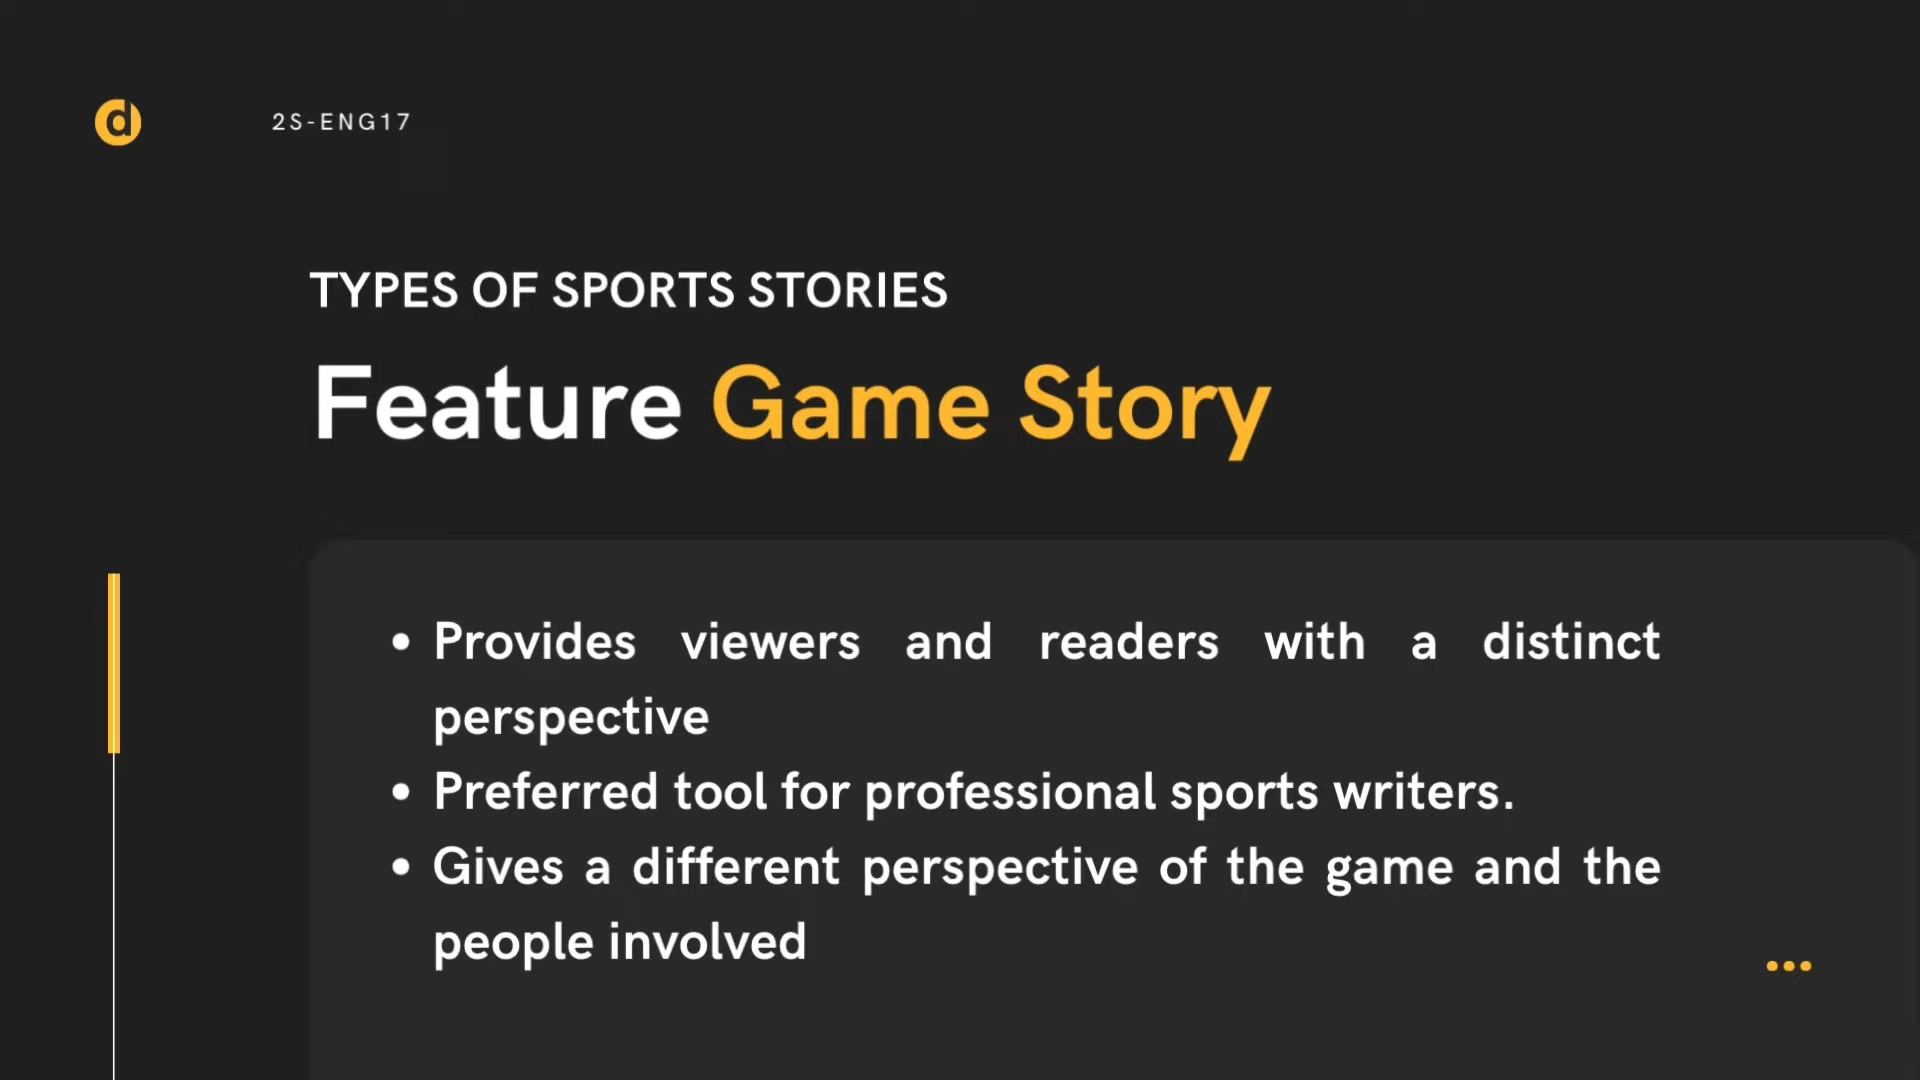 d
2S-ENG17
TYPES OF SPORTS STORIES
Feature Game Story
• Provides viewers and readers with a distinct
perspective
• Preferred tool for professional sports writers.
• Gives a different perspective of the game and the
people involved